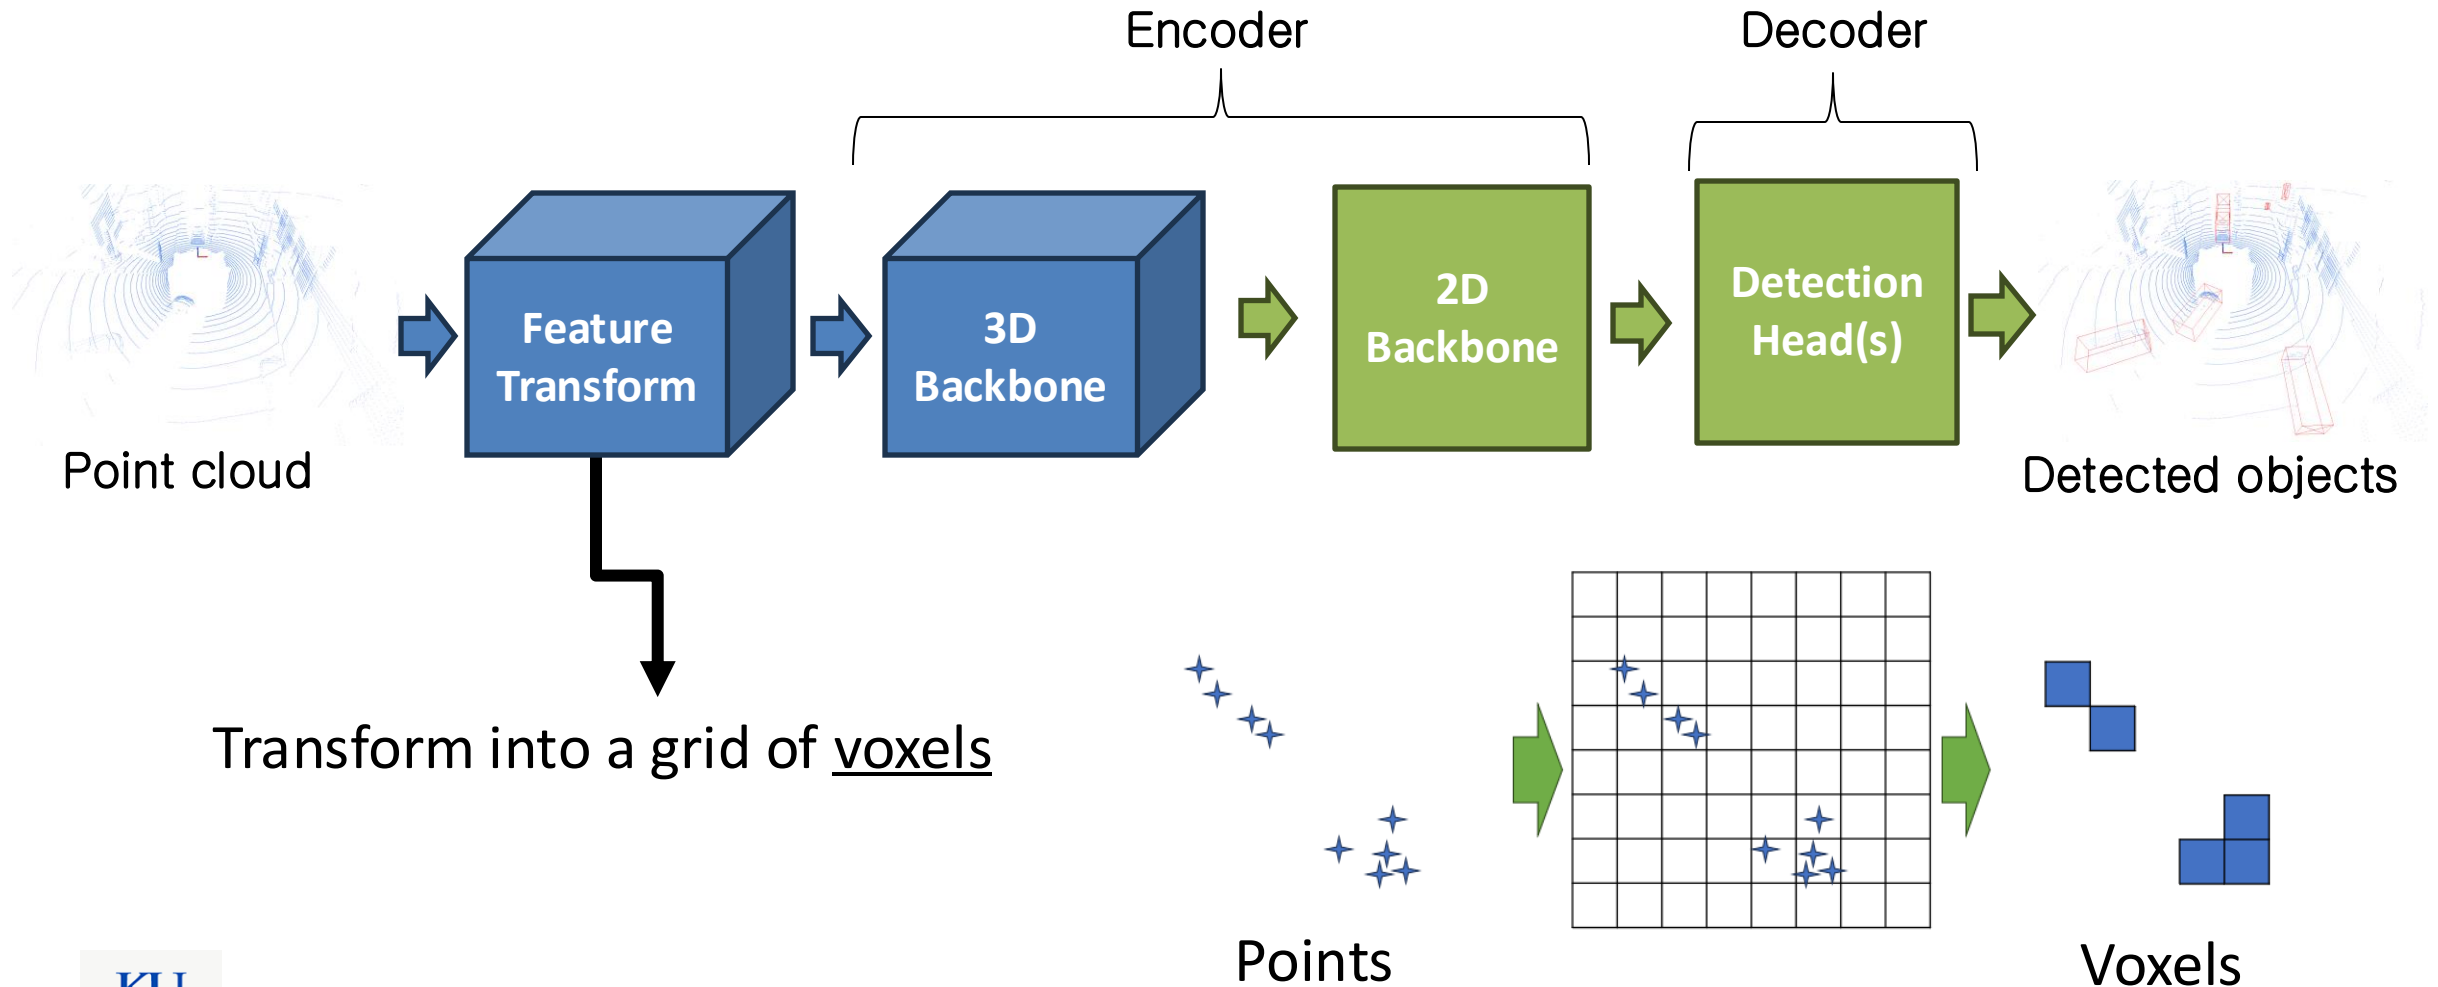 Encoder
Decoder
Feature
Transform
3D
Backbone
2D
Backbone
Detection
Head(s)
Point cloud
Detected objects
Transform into a grid of voxels
Points
Voxels
KU